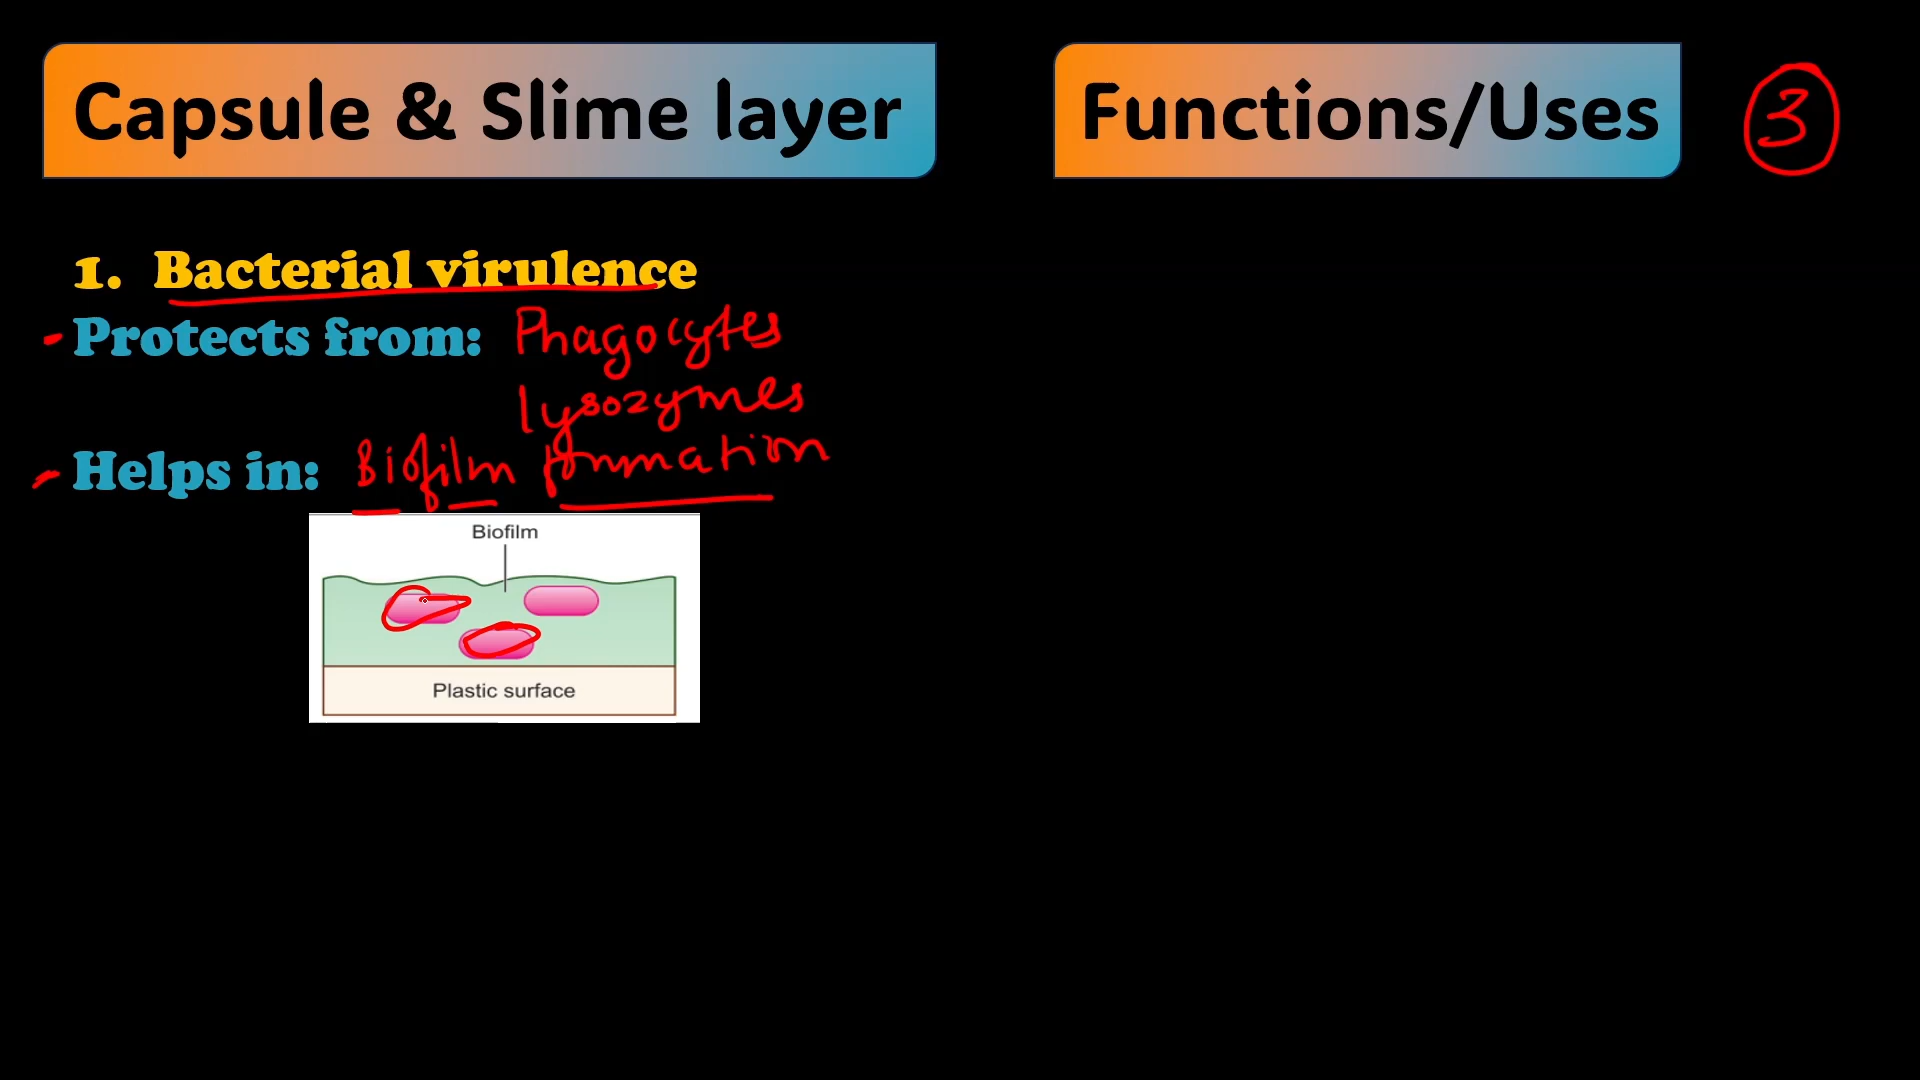 Capsule & Slime layer
Functions/Uses
3
1. Bacterial virulence
Protects from: Phagocytes
lysozymes
Helps in: Biofilm formation
Biofilm
Plastic surface